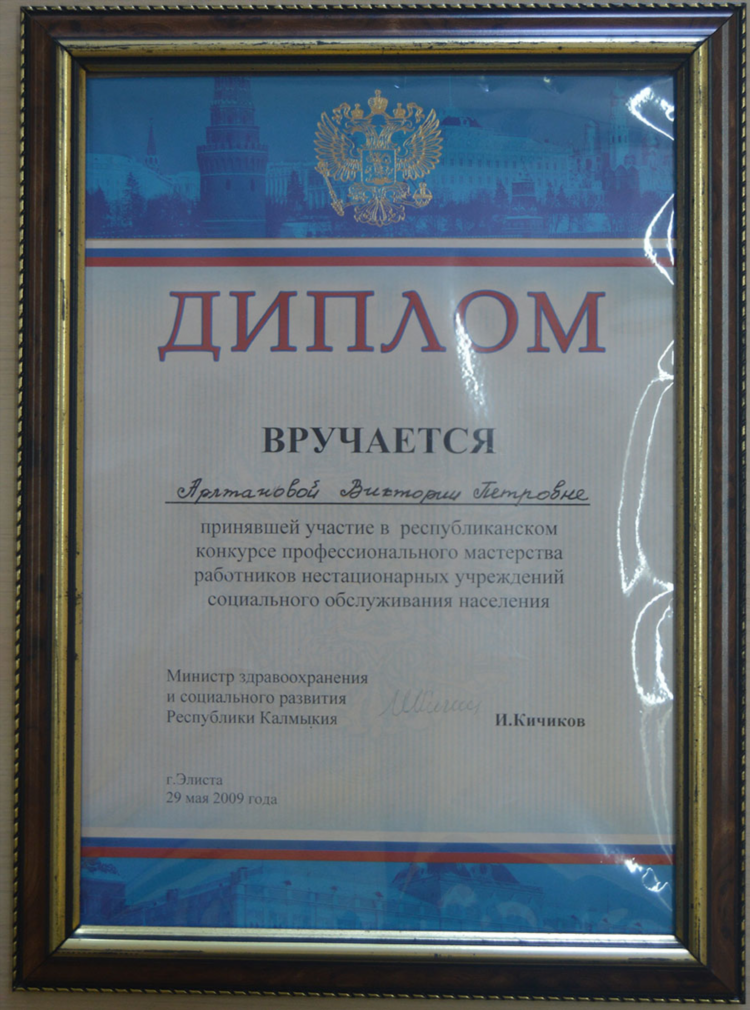 ДИПЛОМ
ВРУЧАЕТСЯ
Арлтановой Виктории Петровне
принявшей участие в республиканском
конкурсе профессионального мастерства
работников нестационарных учреждений
социального обслуживания населения
Министр здравоохранения
и социального развития
Республики Калмыкия
И.Кичиков
г.Элиста
29 мая 2009 года